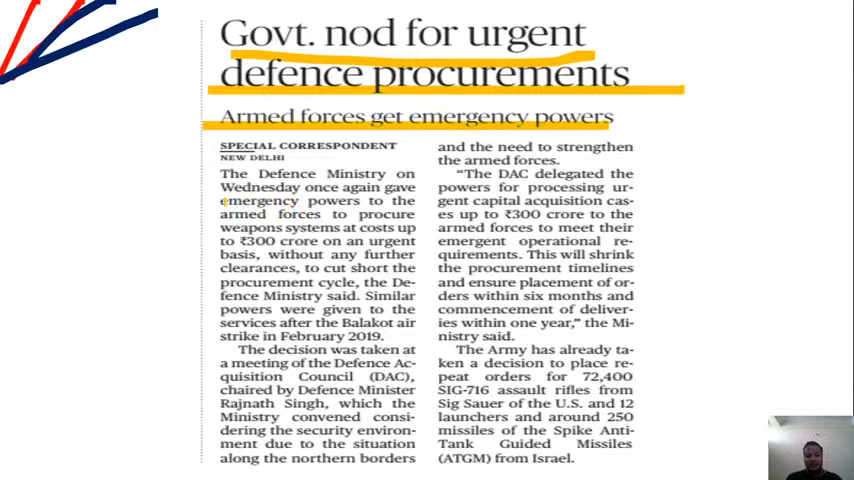 Govt. nod for urgent
defence procurements
Armed forces get emergency powers
SPECIAL CORRESPONDENT
NEW DELHI
The Defence Ministry on
Wednesday once again gave
emergency powers to the
armed forces to procure
weapons systems at costs up
to ₹300 crore on an urgent
basis, without any further
clearances, to cut short the
procurement cycle, the De-
fence Ministry said. Similar
powers were given to the
services after the Balakot air
strike in February 2019.
The decision was taken at
a meeting of the Defence Ac-
quisition Council (DAC),
chaired by Defence Minister
Rajnath Singh, which the
Ministry convened consi-
dering the security environ-
ment due to the situation
along the northern borders
and the need to strengthen
the armed forces.
“The DAC delegated the
powers for processing ur-
gent capital acquisition cas-
es up to ₹300 crore to the
armed forces to meet their
emergent operational re-
quirements. This will shrink
the procurement timelines
and ensure placement of or-
ders within six months and
commencement of deliver-
ies within one year,” the Mi-
nistry said.
The Army has already ta-
ken a decision to place re-
peat orders for 72,400
SIG-716 assault rifles from
Sig Sauer of the U.S. and 12
launchers and around 250
missiles of the Spike Anti-
Tank Guided Missiles
(ATGM) from Israel.